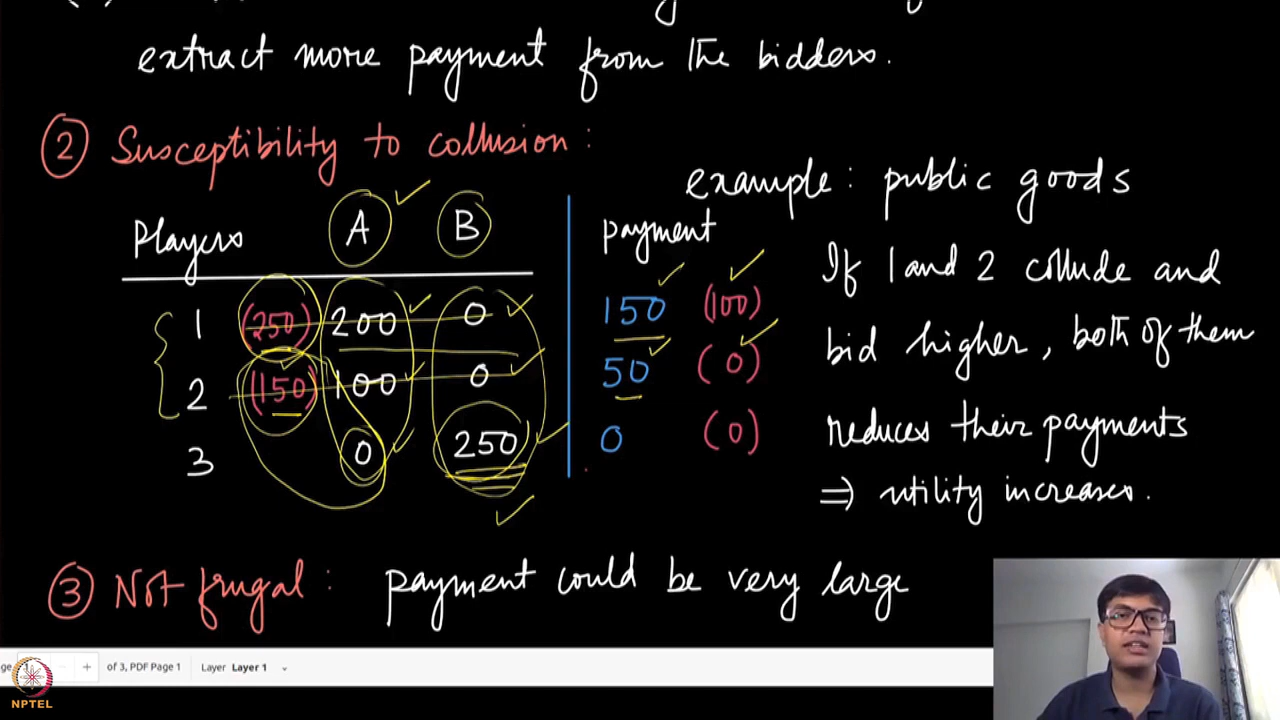 extract more payment from the bidders.
② Susceptibility to collusion :
example : public goods
Players A B payment
1 (250) 200 0 150 (100)
2 (150) 100 0 50 (0)
3 0 250 0 (0)
If 1 and 2 collude and
bid higher, both of them
reduces their payments
⇒ utility increases.
③ Not frugal : payment could be very large
of 3, PDF Page 1 Layer Layer 1
NPTEL